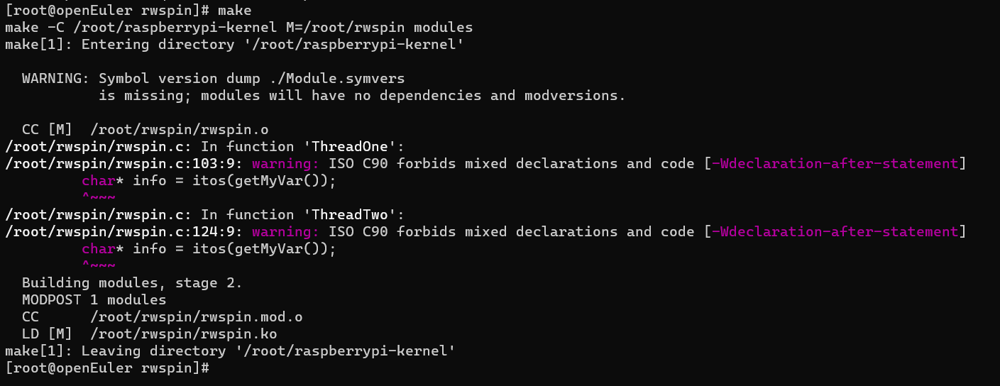 [root@openEuler rwspin]# make
make -C /root/raspberrypi-kernel M=/root/rwspin modules
make[1]: Entering directory '/root/raspberrypi-kernel'
  WARNING: Symbol version dump ./Module.symvers
           is missing; modules will have no dependencies and modversions.
  CC [M]  /root/rwspin/rwspin.o
/root/rwspin/rwspin.c: In function 'ThreadOne':
/root/rwspin/rwspin.c:103:9: warning: ISO C90 forbids mixed declarations and code [-Wdeclaration-after-statement]
         char* info = itos(getMyVar());
         ^~~~
/root/rwspin/rwspin.c: In function 'ThreadTwo':
/root/rwspin/rwspin.c:124:9: warning: ISO C90 forbids mixed declarations and code [-Wdeclaration-after-statement]
         char* info = itos(getMyVar());
         ^~~~
  Building modules, stage 2.
  MODPOST 1 modules
  CC      /root/rwspin/rwspin.mod.o
  LD [M]  /root/rwspin/rwspin.ko
make[1]: Leaving directory '/root/raspberrypi-kernel'
[root@openEuler rwspin]#